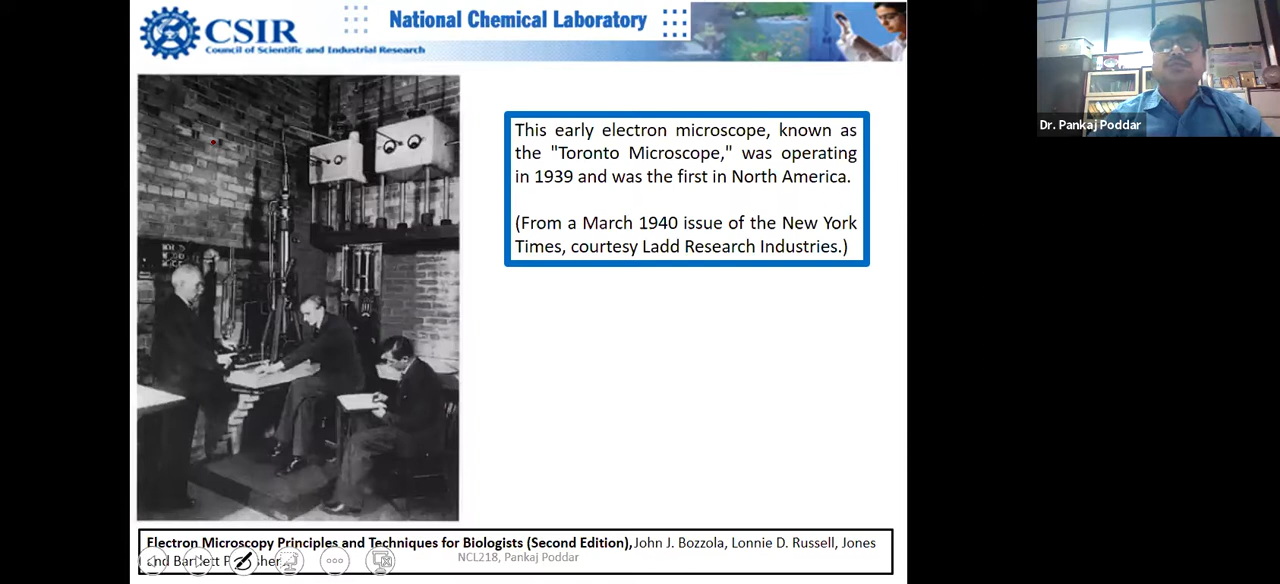 CSIR
Council of Scientific and Industrial Research
National Chemical Laboratory
Dr. Pankaj Poddar
This early electron microscope, known as
the "Toronto Microscope," was operating
in 1939 and was the first in North America.
(From a March 1940 issue of the New York
Times, courtesy Ladd Research Industries.)
Electron Microscopy Principles and Techniques for Biologists (Second Edition), John J. Bozzola, Lonnie D. Russell, Jones
and Bartlett
NCL218, Pankaj Poddar